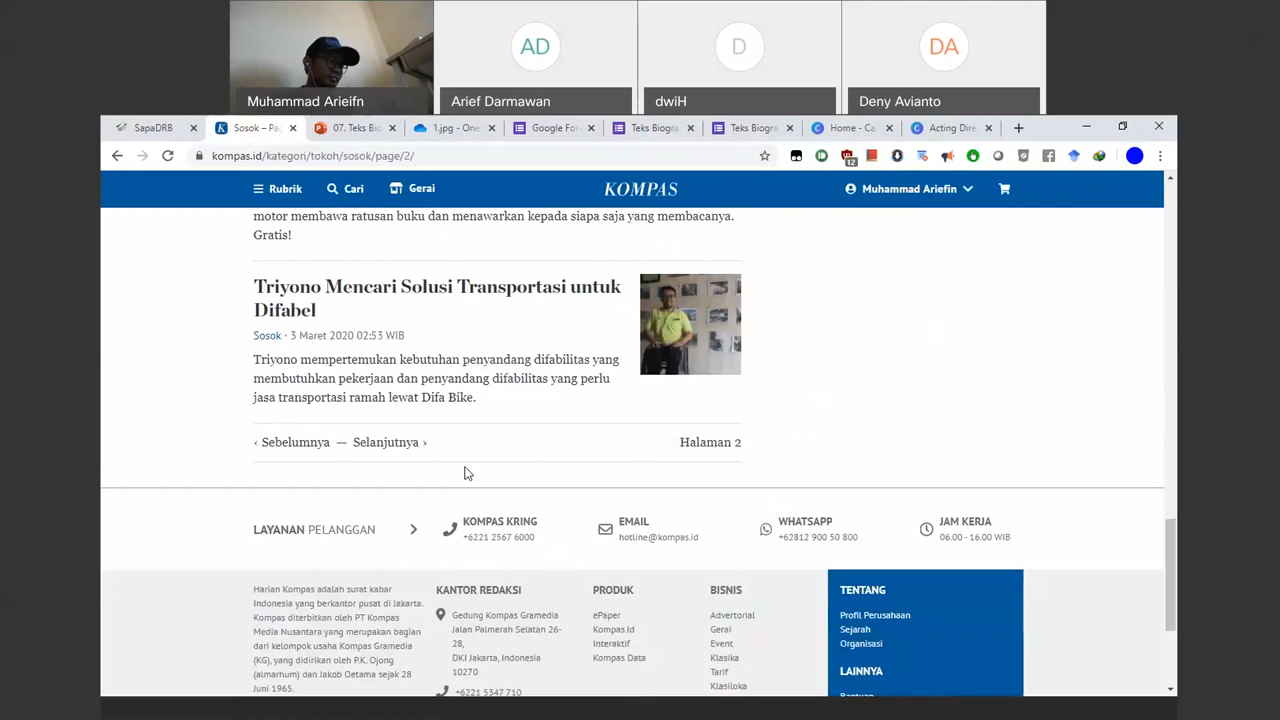 AD
D
DA
Muhammad Arieifn
Arief Darmawan
dwiH
Deny Avianto
SapaDRB
Sosok – Pa
07. Teks Bio
1.jpg - One
Google For
Teks Biogra
Teks Biogra
Home - Ca
Acting Dire
kompas.id/kategori/tokoh/sosok/page/2/
12
Rubrik
Cari
Gerai
KOMPAS
Muhammad Ariefin
motor membawa ratusan buku dan menawarkan kepada siapa saja yang membacanya.
Gratis!
Triyono Mencari Solusi Transportasi untuk
Difabel
Sosok · 3 Maret 2020 02:53 WIB
Triyono mempertemukan kebutuhan penyandang difabilitas yang
membutuhkan pekerjaan dan penyandang difabilitas yang perlu
jasa transportasi ramah lewat Difa Bike.
‹ Sebelumnya — Selanjutnya ›
Halaman 2
LAYANAN PELANGGAN
KOMPAS KRING
+6221 2567 6000
EMAIL
hotline@kompas.id
WHATSAPP
+62812 900 50 800
JAM KERJA
06.00 - 16.00 WIB
Harian Kompas adalah surat kabar
Indonesia yang berkantor pusat di Jakarta.
Kompas diterbitkan oleh PT Kompas
Media Nusantara yang merupakan bagian
dari kelompok usaha Kompas Gramedia
(KG), yang didirikan oleh P.K. Ojong
(almarhum) dan Jakob Oetama sejak 28
Juni 1965.
KANTOR REDAKSI
Gedung Kompas Gramedia
Jalan Palmerah Selatan 26-
28,
DKI Jakarta, Indonesia
10270
+6221 5347 710
PRODUK
ePaper
Kompas.Id
Interaktif
Kompas Data
BISNIS
Advertorial
Gerai
Event
Klasika
Tarif
Klasiloka
TENTANG
Profil Perusahaan
Sejarah
Organisasi
LAINNYA
Bantuan